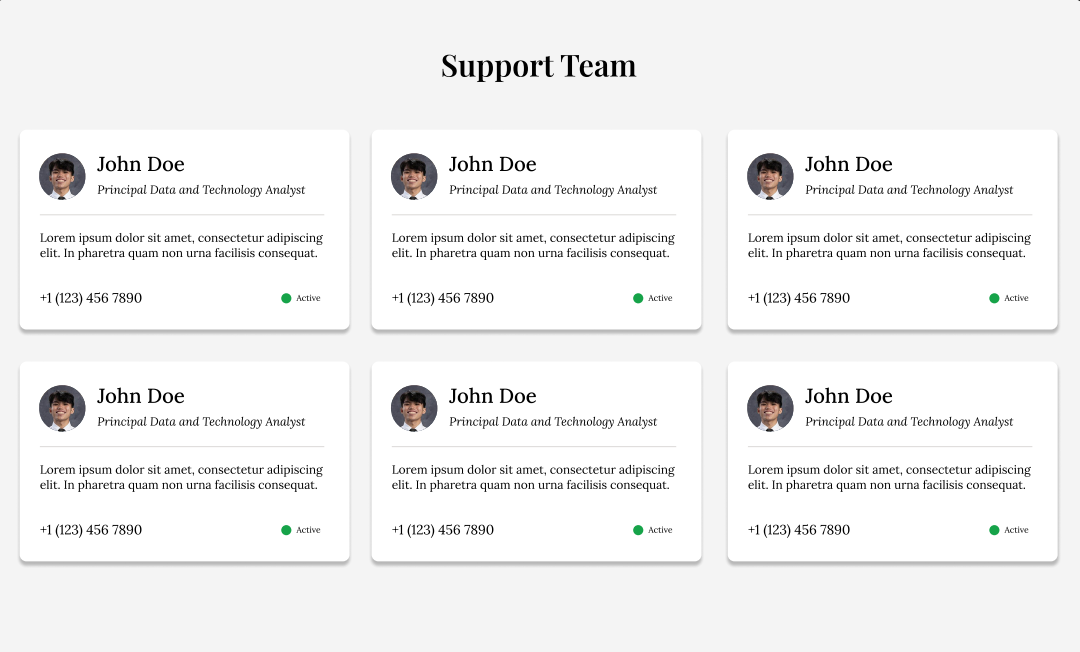 Support Team
John Doe
Principal Data and Technology Analyst
Lorem ipsum dolor sit amet, consectetur adipiscing
elit. In pharetra quam non urna facilisis consequat.
+1 (123) 456 7890
Active
John Doe
Principal Data and Technology Analyst
Lorem ipsum dolor sit amet, consectetur adipiscing
elit. In pharetra quam non urna facilisis consequat.
+1 (123) 456 7890
Active
John Doe
Principal Data and Technology Analyst
Lorem ipsum dolor sit amet, consectetur adipiscing
elit. In pharetra quam non urna facilisis consequat.
+1 (123) 456 7890
Active
John Doe
Principal Data and Technology Analyst
Lorem ipsum dolor sit amet, consectetur adipiscing
elit. In pharetra quam non urna facilisis consequat.
+1 (123) 456 7890
Active
John Doe
Principal Data and Technology Analyst
Lorem ipsum dolor sit amet, consectetur adipiscing
elit. In pharetra quam non urna facilisis consequat.
+1 (123) 456 7890
Active
John Doe
Principal Data and Technology Analyst
Lorem ipsum dolor sit amet, consectetur adipiscing
elit. In pharetra quam non urna facilisis consequat.
+1 (123) 456 7890
Active